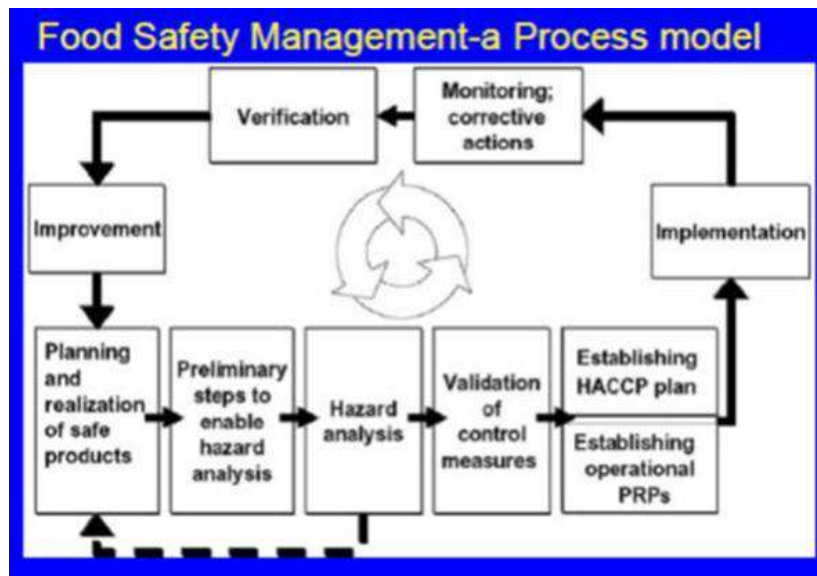 Food Safety Management-a Process model
Verification
Monitoring;
corrective
actions
Improvement
Implementation
Planning
and
realization
of safe
products
Preliminary
steps to
enable
hazard
analysis
Hazard
analysis
Validation
of
control
measures
Establishing
HACCP plan
Establishing
operational
PRPs